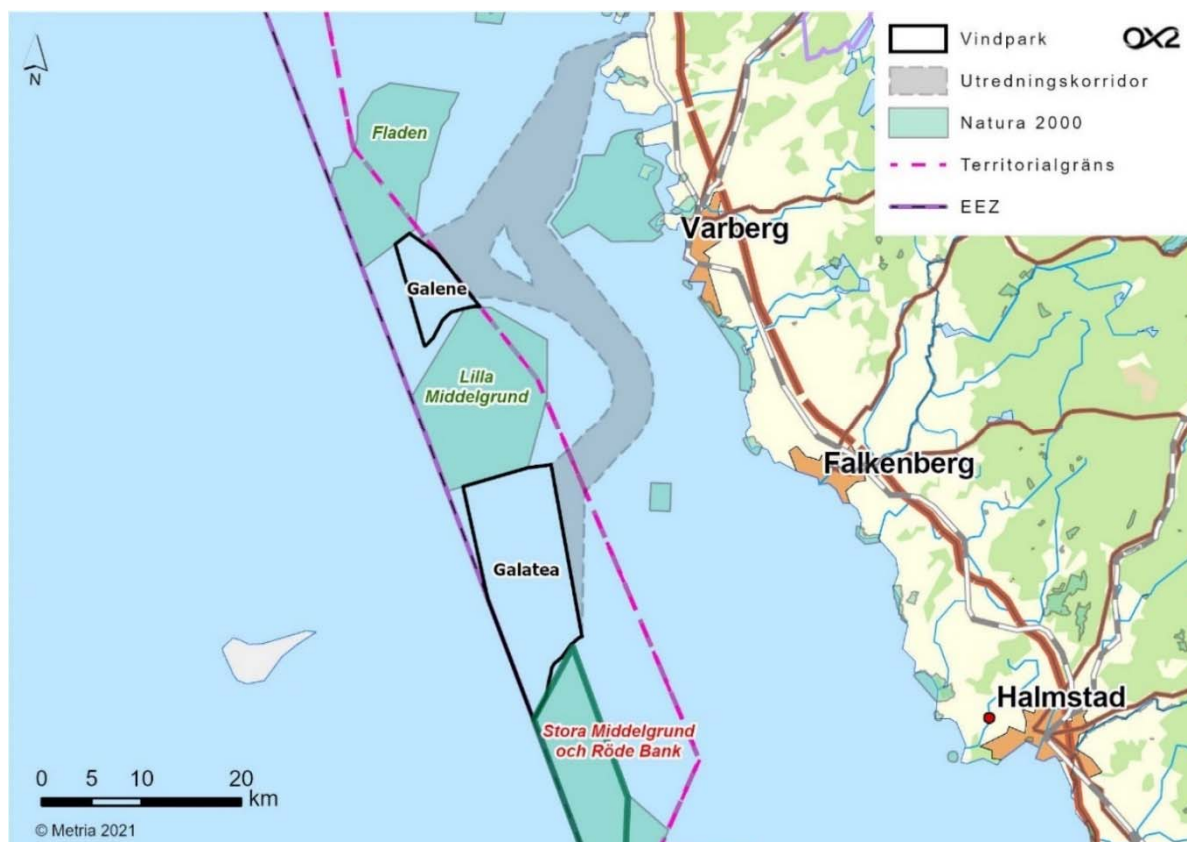 Vindpark
OX2
Utredningskorridor
Natura 2000
Territorialgräns
EEZ
N
Fladen
Varberg
Galene
Lilla
Middelgrund
Falkenberg
Galatea
Halmstad
Stora Middelgrund
och Röde Bank
0 5 10 20
km
© Metria 2021